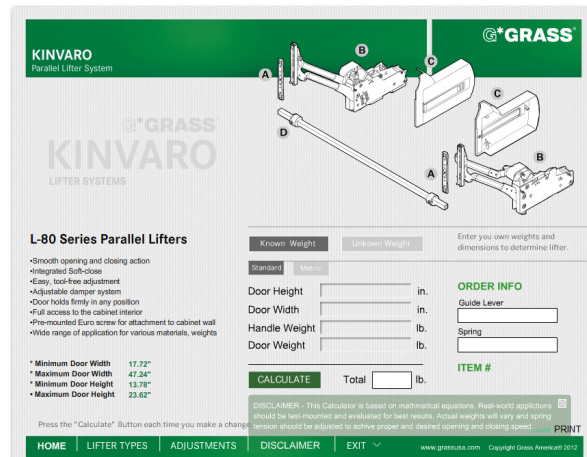 KINVARO
Parallel Lifter System
G*GRASS
A
B
C
C
D
A
B
G*GRASS
KINVARO
LIFTER SYSTEMS
L-80 Series Parallel Lifters
•Smooth opening and closing action
•Integrated Soft-close
•Easy, tool-free adjustment
•Adjustable damper system
•Door holds firmly in any position
•Full access to the cabinet interior
•Pre-mounted Euro screw for attachment to cabinet wall
•Wide range of application for various materials, weights
* Minimum Door Width 17.72"
* Maximum Door Width 47.24"
* Minimum Door Height 13.78"
• Maximum Door Height 23.62"
Known Weight
Unkown Weight
Enter you own weights and
dimensions to determine lifter.
Standard
Metric
Door Height in.
Door Width in.
Handle Weight lb.
Door Weight lb.
ORDER INFO
Guide Lever
Spring
ITEM #
CALCULATE
Total lb.
DISCLAIMER - This Calculator is based on mathmatical equations. Real-world applictions
should be test-mounted and evaluated for best results. Actual weights will vary and spring
tension should be adjusted to achive proper and desired opening and closing speed.
Press the "Calculate" Button each time you make a change.
PRINT
HOME
LIFTER TYPES
ADJUSTMENTS
DISCLAIMER
EXIT
www.grassusa.com
Copyright Grass America® 2012